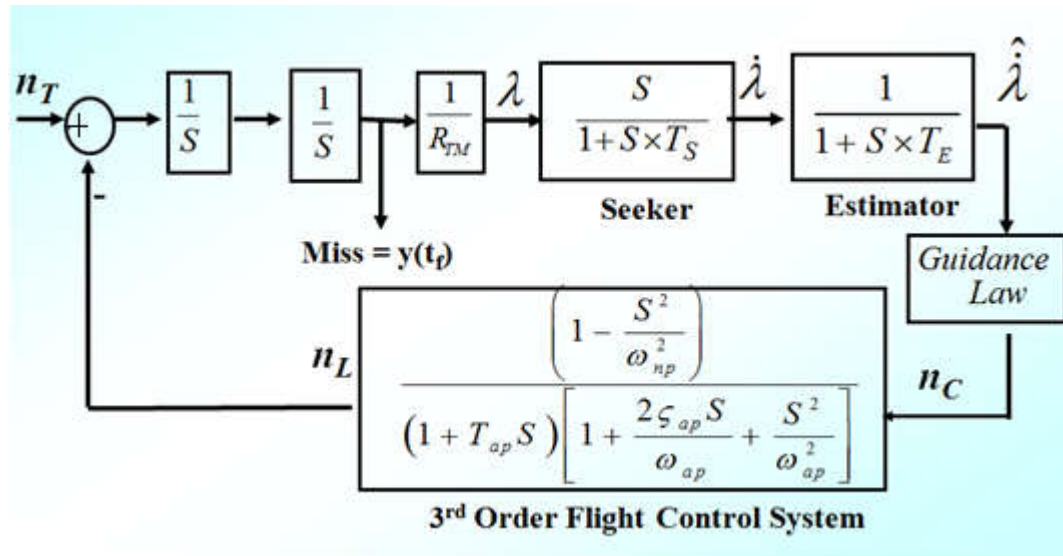 n_T
+
-
1/S
1/S
1/R_TM
λ
S/(1+S×T_S)
λ̇
1/(1+S×T_E)
λ̇̂
Seeker
Estimator
Miss = y(t_f)
Guidance
Law
n_C
(1 - S²/ω²_np)/((1 + T_ap S)[1 + 2ς_ap S/ω_ap + S²/ω²_ap])
n_L
3rd Order Flight Control System